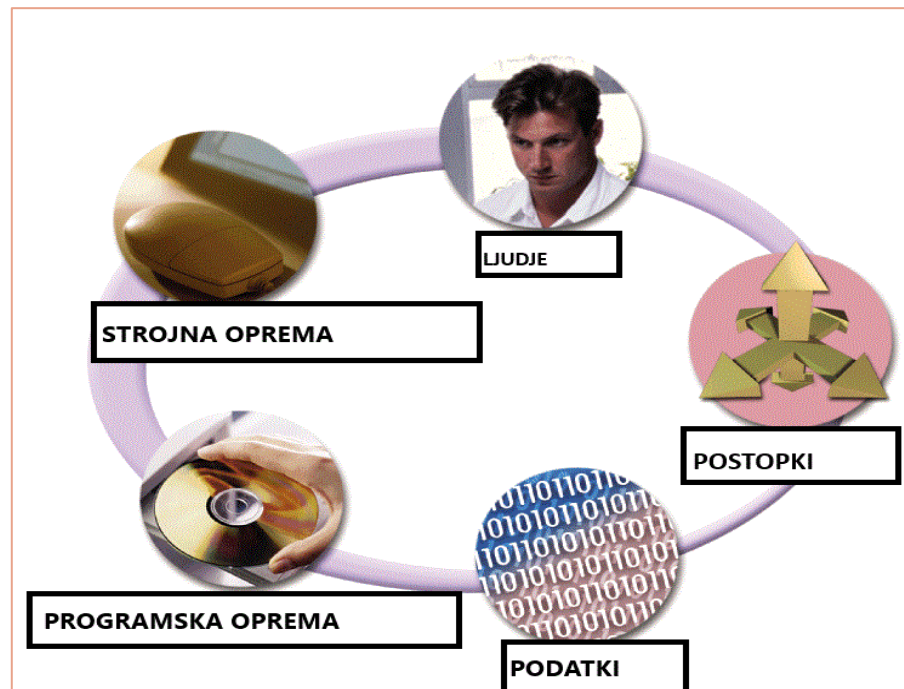 LJUDJE
STROJNA OPREMA
POSTOPKI
PROGRAMSKA OPREMA
PODATKI